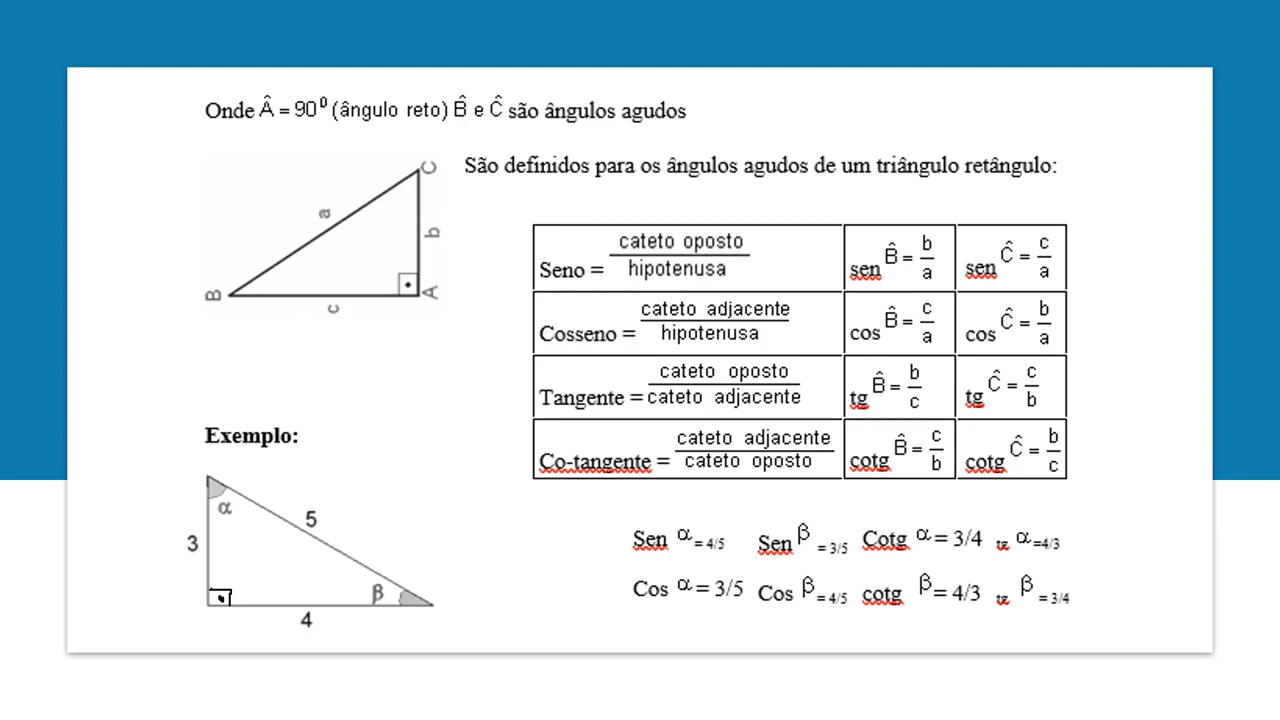 Onde Â = 90⁰ (ângulo reto) B̂ e Ĉ são ângulos agudos
São definidos para os ângulos agudos de um triângulo retângulo:
C
a
b
B
A
c
Seno = cateto oposto / hipotenusa
sen B̂ = b/a
sen Ĉ = c/a
Cosseno = cateto adjacente / hipotenusa
cos B̂ = c/a
cos Ĉ = b/a
Tangente = cateto oposto / cateto adjacente
tg B̂ = b/c
tg Ĉ = c/b
Co-tangente = cateto adjacente / cateto oposto
cotg B̂ = c/b
cotg Ĉ = b/c
Exemplo:
α
5
3
β
4
Sen α = 4/5 Sen β = 3/5 Cotg α = 3/4 tg α =4/3
Cos α = 3/5 Cos β = 4/5 cotg β = 4/3 tg β = 3/4